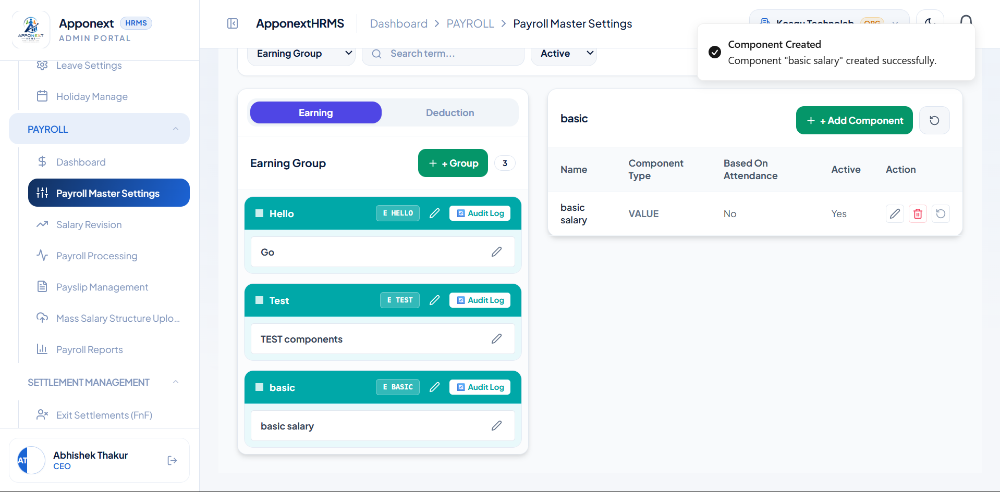 Apponext HRMS
ADMIN PORTAL
Leave Settings
Holiday Manage
PAYROLL
Dashboard
Payroll Master Settings
Salary Revision
Payroll Processing
Payslip Management
Mass Salary Structure Uplo...
Payroll Reports
SETTLEMENT MANAGEMENT
Exit Settlements (FnF)
AT
Abhishek Thakur
CEO
ApponextHRMS
Dashboard > PAYROLL > Payroll Master Settings
Component Created
Component "basic salary" created successfully.
Earning Group
Search term...
Active
Earning
Deduction
Earning Group
+ + Group
3
Hello
E HELLO
Audit Log
Go
Test
E TEST
Audit Log
TEST components
basic
E BASIC
Audit Log
basic salary
basic
+ + Add Component
Name
Component
Type
Based On
Attendance
Active
Action
basic
salary
VALUE
No
Yes